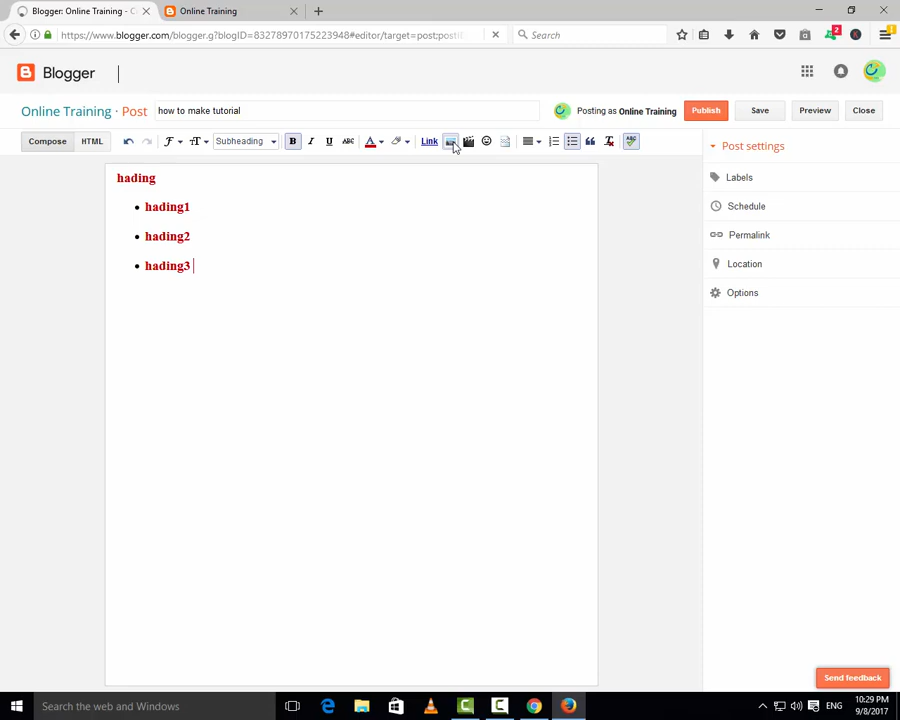 Blogger: Online Training - C
Online Training
https://www.blogger.com/blogger.g?blogID=83278970175223948#editor/target=post;post
Search
2
Blogger
Online Training · Post
how to make tutorial
Posting as Online Training
Publish
Save
Preview
Close
Compose
HTML
Subheading
B
I
U
ABC
A
Link
Post settings
Labels
Schedule
Permalink
Location
Options
hading
• hading1
• hading2
• hading3
Send feedback
Search the web and Windows
ENG
10:29 PM
9/8/2017